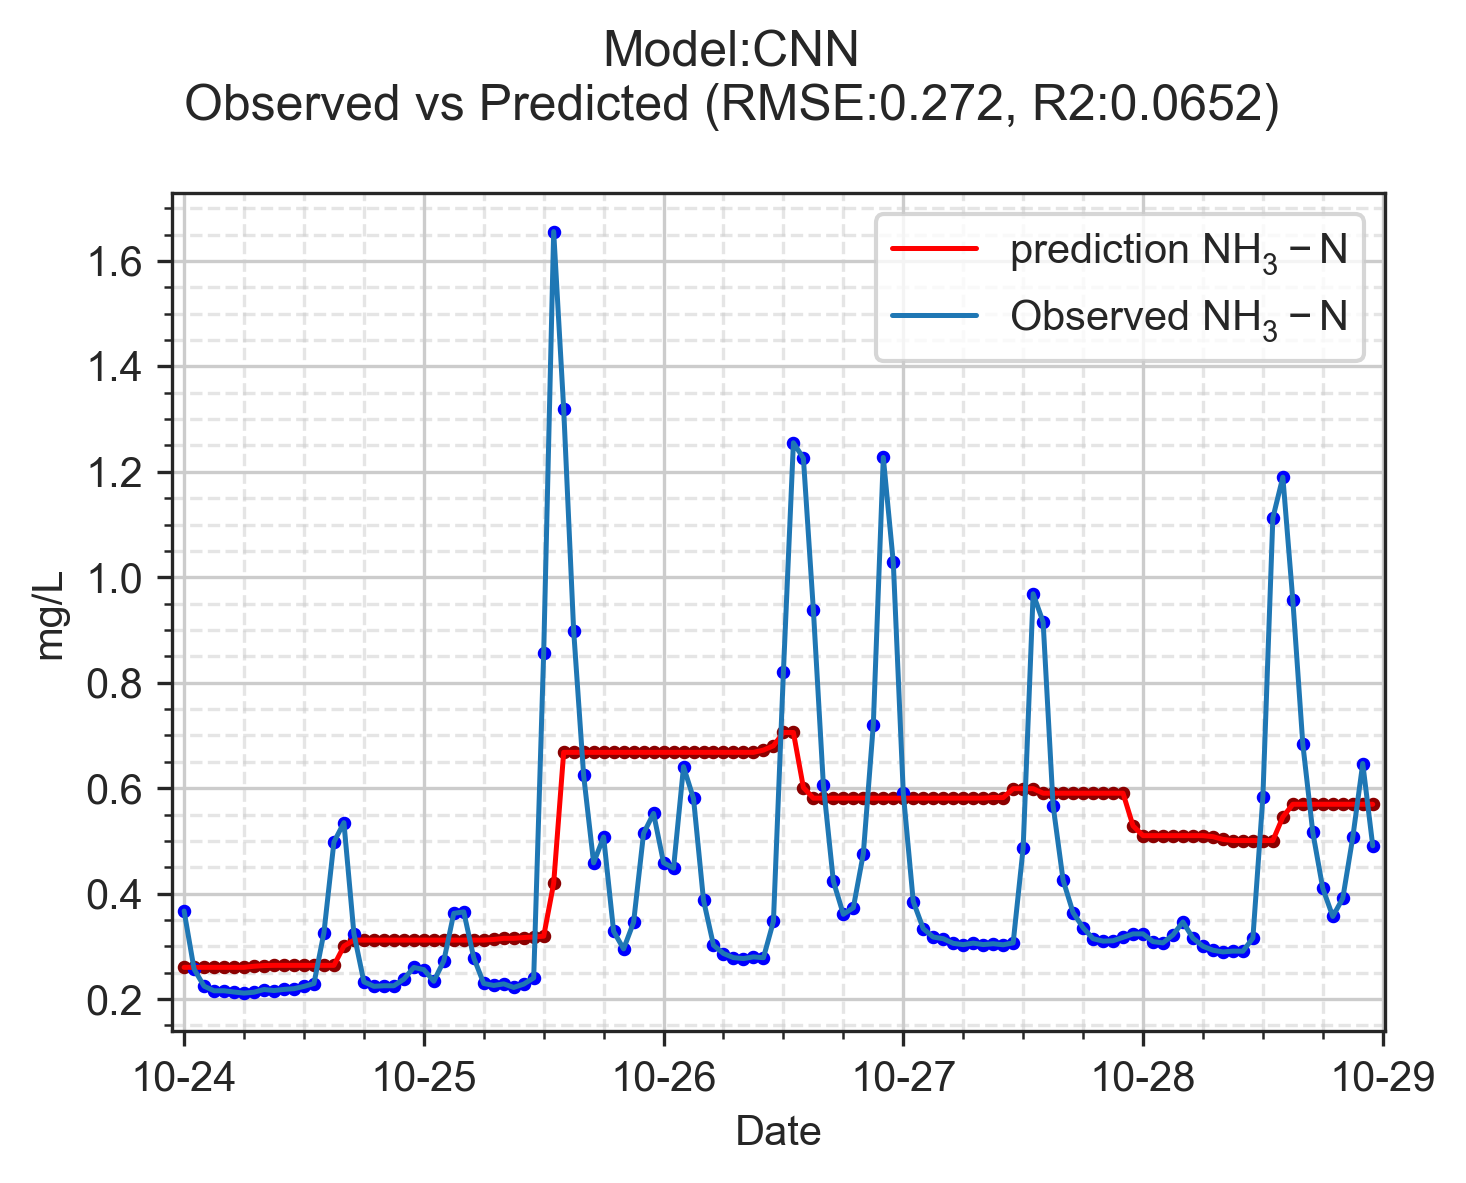 Model:CNN
Observed vs Predicted (RMSE:0.272, R2:0.0652)
prediction NH₃ − N
Observed NH₃ − N
1.6
1.4
1.2
1.0
0.8
0.6
0.4
0.2
mg/L
10-24 10-25 10-26 10-27 10-28 10-29
Date